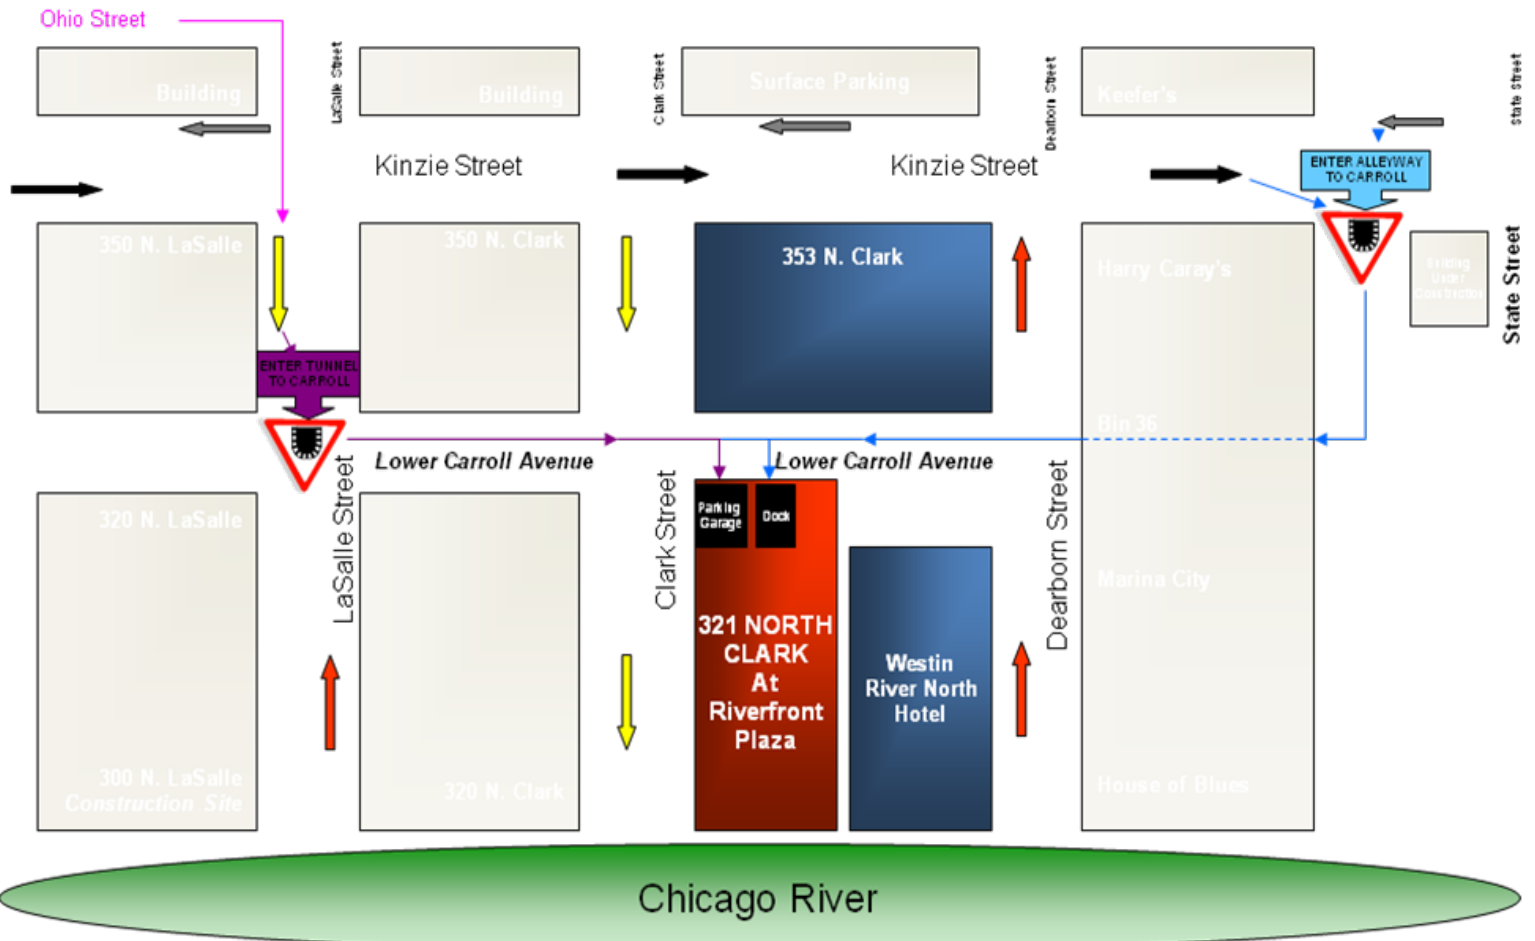 Ohio Street
LaSalle Street
Clark Street
Dearborn Street
State Street
Building
Building
Surface Parking
Keefer's
Kinzie Street
Kinzie Street
ENTER ALLEYWAY
TO CARROLL
350 N. LaSalle
350 N. Clark
353 N. Clark
Harry Caray's
Building
Under
Construction
State Street
ENTER TUNNEL
TO CARROLL
Bin 36
Lower Carroll Avenue
Lower Carroll Avenue
LaSalle Street
Clark Street
Dearborn Street
320 N. LaSalle
Parking
Garage
Dock
Marina City
321 NORTH
CLARK
At
Riverfront
Plaza
Westin
River North
Hotel
300 N. LaSalle
Construction Site
320 N. Clark
House of Blues
Chicago River